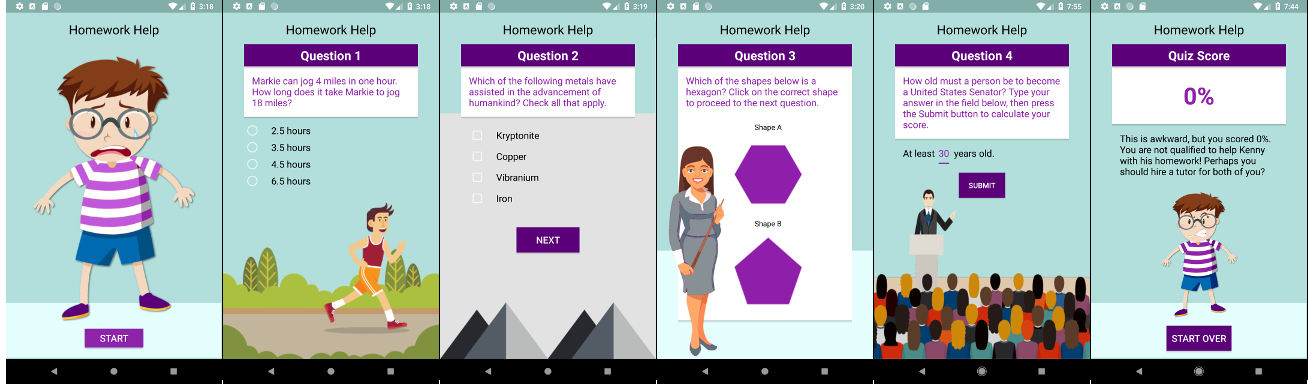 3:18
Homework Help
START
3:18
Homework Help
Question 1
Markie can jog 4 miles in one hour.
How long does it take Markie to jog
18 miles?
2.5 hours
3.5 hours
4.5 hours
6.5 hours
3:19
Homework Help
Question 2
Which of the following metals have
assisted in the advancement of
humankind? Check all that apply.
Kryptonite
Copper
Vibranium
Iron
NEXT
3:20
Homework Help
Question 3
Which of the shapes below is a
hexagon? Click on the correct shape
to proceed to the next question.
Shape A
Shape B
7:55
Homework Help
Question 4
How old must a person be to become
a United States Senator? Type your
answer in the field below, then press
the Submit button to calculate your
score.
At least 30 years old.
SUBMIT
7:44
Homework Help
Quiz Score
0%
This is awkward, but you scored 0%.
You are not qualified to help Kenny
with his homework! Perhaps you
should hire a tutor for both of you?
START OVER